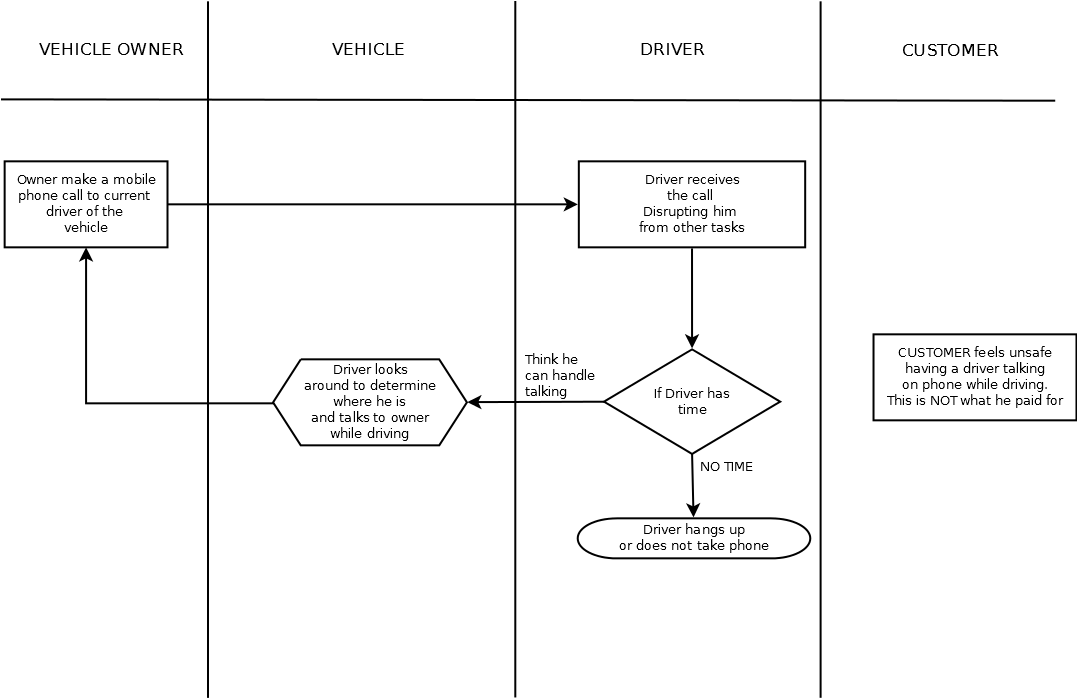 VEHICLE OWNER
VEHICLE
DRIVER
CUSTOMER
Owner make a mobile
phone call to current
driver of the
vehicle
Driver receives
the call
Disrupting him
from other tasks
Driver looks
around to determine
where he is
and talks to owner
while driving
Think he
can handle
talking
If Driver has
time
CUSTOMER feels unsafe
having a driver talking
on phone while driving.
This is NOT what he paid for
NO TIME
Driver hangs up
or does not take phone